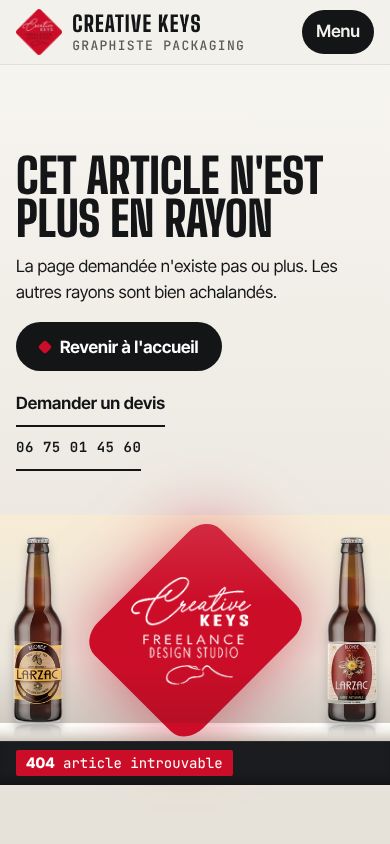 CREATIVE KEYS
GRAPHISTE PACKAGING
Menu
CET ARTICLE N'EST
PLUS EN RAYON
La page demandée n'existe pas ou plus. Les
autres rayons sont bien achalandés.
Revenir à l'accueil
Demander un devis
06 75 01 45 60
Creative
KEYS
FREELANCE
DESIGN STUDIO
BLONDE
LARZAC
BLONDE
LARZAC
404 article introuvable